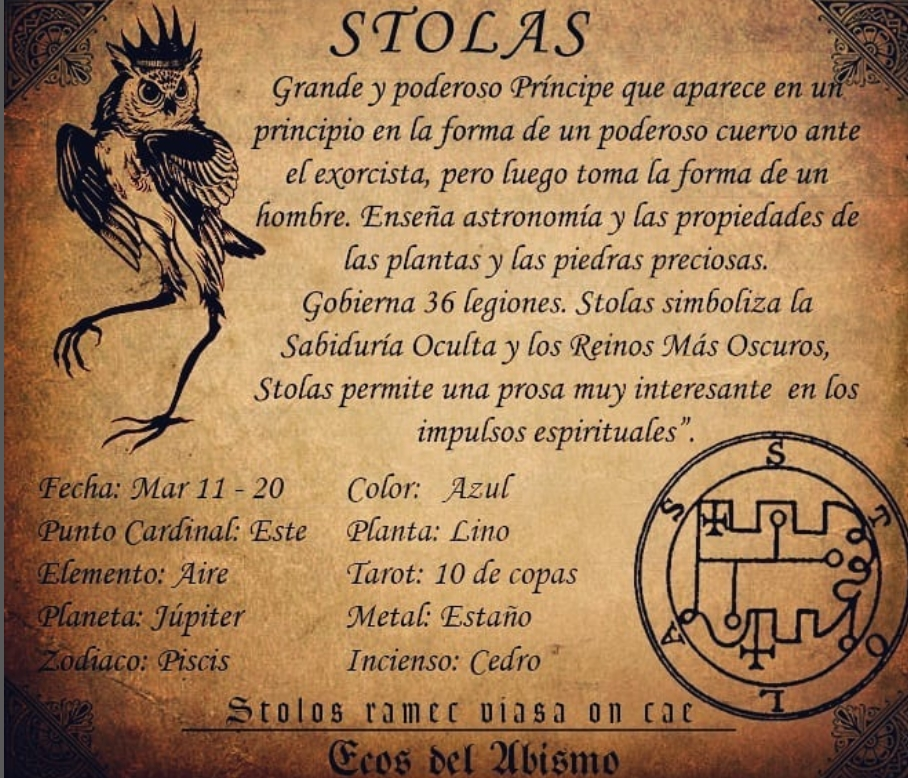 STOLAS
Grande y poderoso Príncipe que aparece en un
principio en la forma de un poderoso cuervo ante
el exorcista, pero luego toma la forma de un
hombre. Enseña astronomía y las propiedades de
las plantas y las piedras preciosas.
Gobierna 36 legiones. Stolas simboliza la
Sabiduría Oculta y los Reinos Más Oscuros,
Stolas permite una prosa muy interesante en los
impulsos espirituales”.
Fecha: Mar 11 - 20
Punto Cardinal: Este
Elemento: Aire
Planeta: Júpiter
Zodiaco: Piscis
Color: Azul
Planta: Lino
Tarot: 10 de copas
Metal: Estaño
Incienso: Cedro
S T O L A S
Stolos ramec viasa on cae
Ecos del Abismo